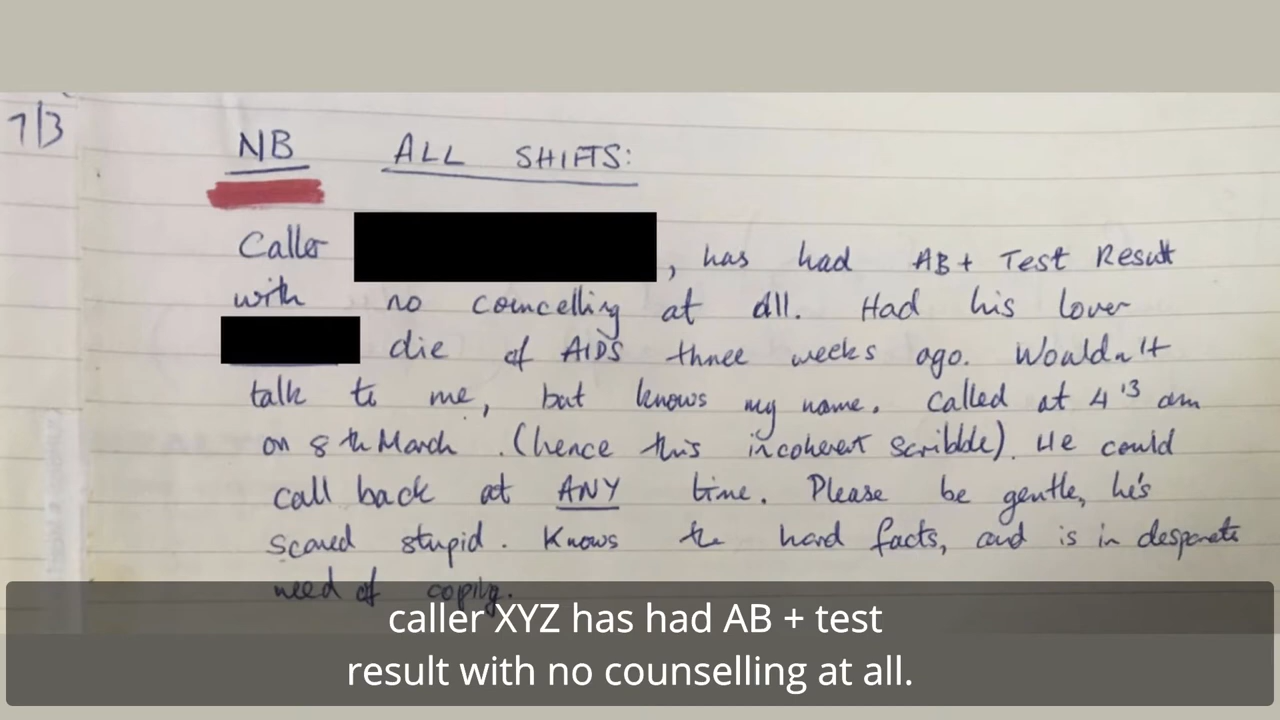 7/3
NB ALL SHIFTS:
Caller , has had AB+ Test Result
with no councelling at all. Had his lover
die of AIDS three weeks ago. Wouldn't
talk to me, but knows my name. Called at 4¹³ am
on 8th March. (hence this incoherent scribble). He could
call back at ANY time. Please be gentle, he's
scared stupid. Knows the hard facts, and is in desperate
need of coping.
caller XYZ has had AB + test
result with no counselling at all.